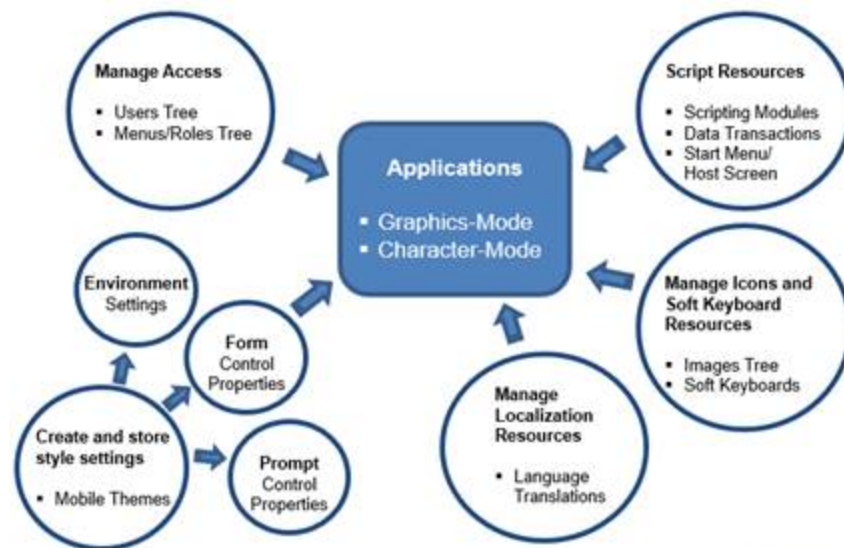 Manage Access
▪ Users Tree
▪ Menus/Roles Tree
Applications
▪ Graphics-Mode
▪ Character-Mode
Script Resources
▪ Scripting Modules
▪ Data Transactions
▪ Start Menu/
Host Screen
Environment
Settings
Form
Control
Properties
Manage Icons and
Soft Keyboard
Resources
▪ Images Tree
▪ Soft Keyboards
Create and store
style settings
▪ Mobile Themes
Prompt
Control
Properties
Manage
Localization
Resources
▪ Language
Translations